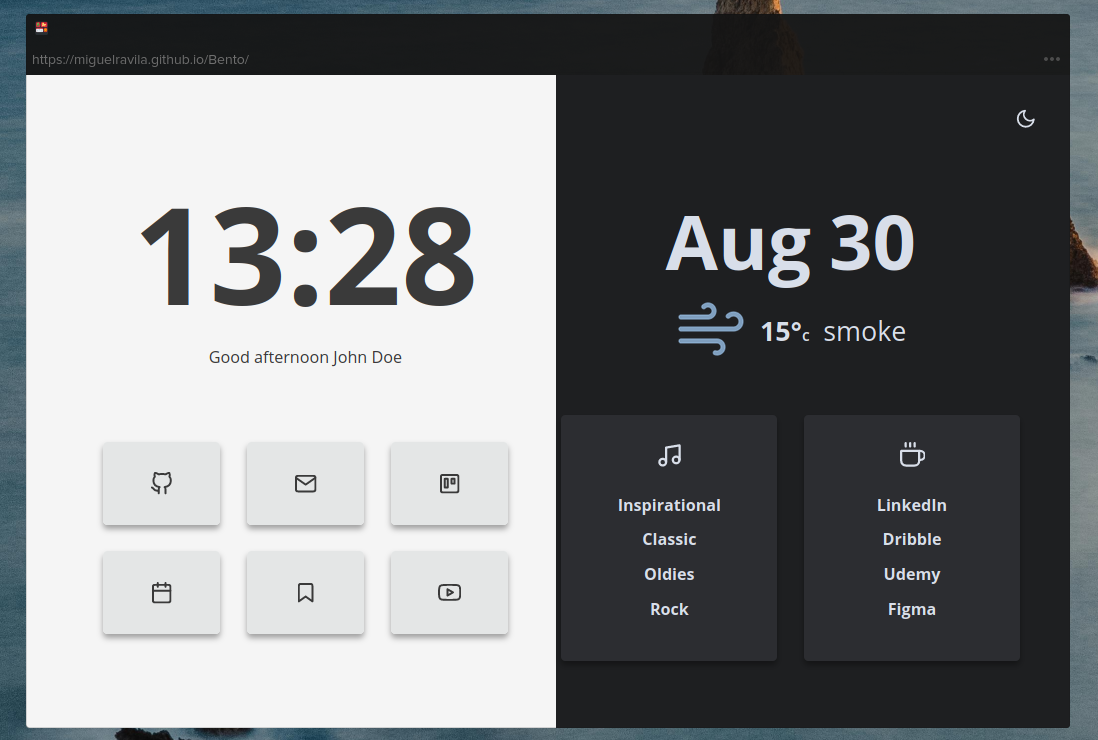 https://miguelravila.github.io/Bento/
13:28
Good afternoon John Doe
Aug 30
15°c smoke
Inspirational
Classic
Oldies
Rock
LinkedIn
Dribble
Udemy
Figma